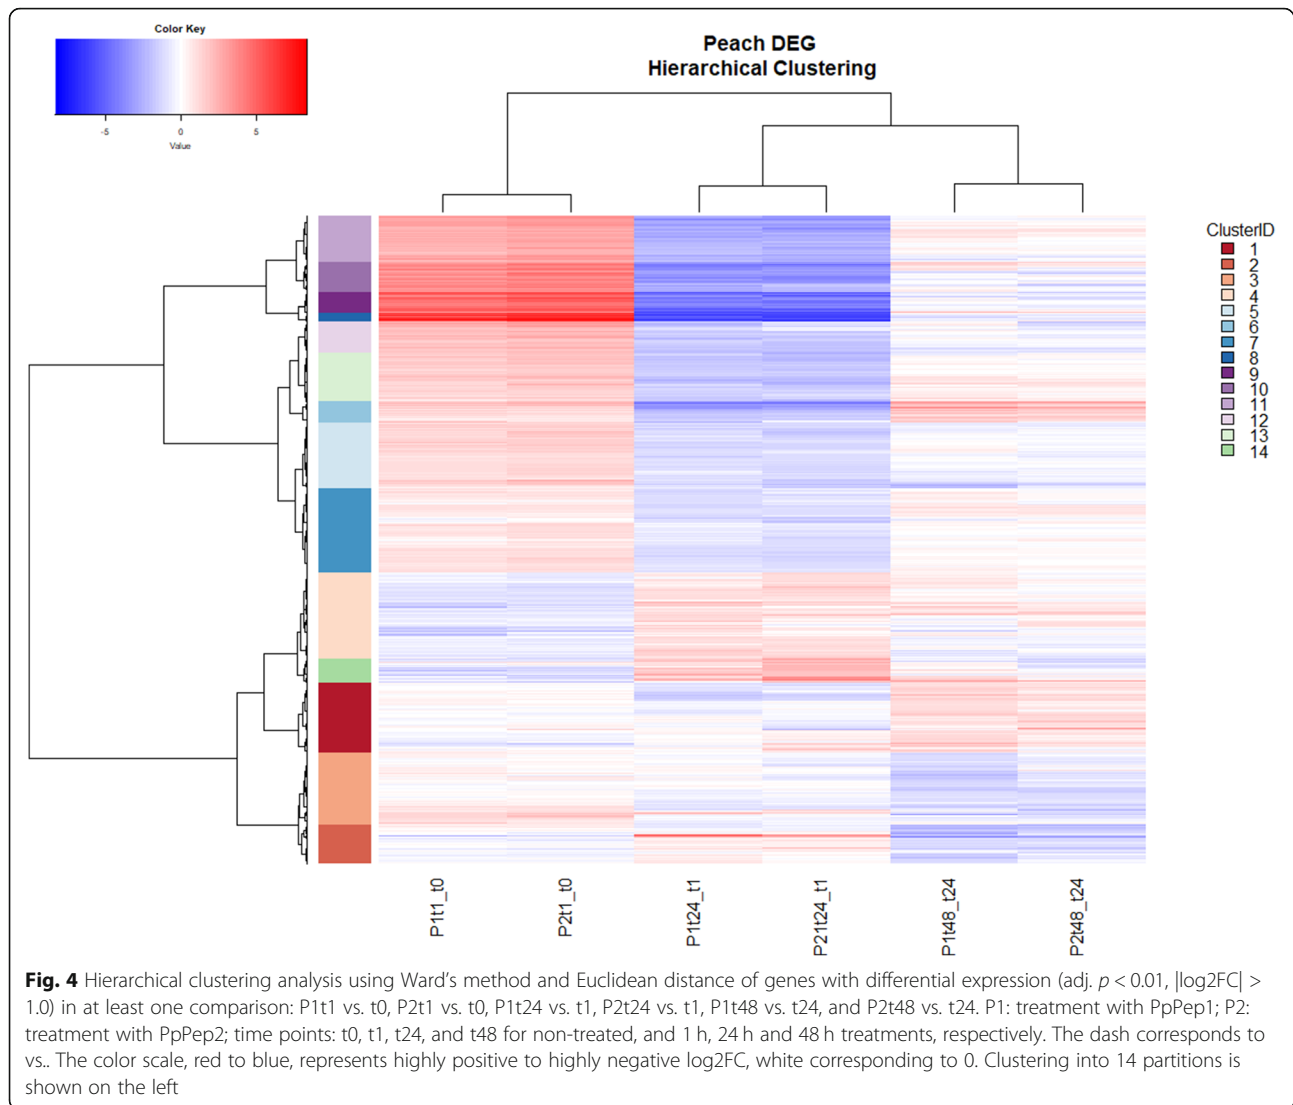 Color Key
-5
0
5
Value
Peach DEG
Hierarchical Clustering
ClusterID
1
2
3
4
5
6
7
8
9
10
11
12
13
14
P1t1_t0
P2t1_t0
P1t24_t1
P21t24_t1
P1t48_t24
P2t48_t24
Fig. 4 Hierarchical clustering analysis using Ward's method and Euclidean distance of genes with differential expression (adj. p < 0.01, |log2FC| >
1.0) in at least one comparison: P1t1 vs. t0, P2t1 vs. t0, P1t24 vs. t1, P2t24 vs. t1, P1t48 vs. t24, and P2t48 vs. t24. P1: treatment with PpPep1; P2:
treatment with PpPep2; time points: t0, t1, t24, and t48 for non-treated, and 1 h, 24 h and 48 h treatments, respectively. The dash corresponds to
vs.. The color scale, red to blue, represents highly positive to highly negative log2FC, white corresponding to 0. Clustering into 14 partitions is
shown on the left